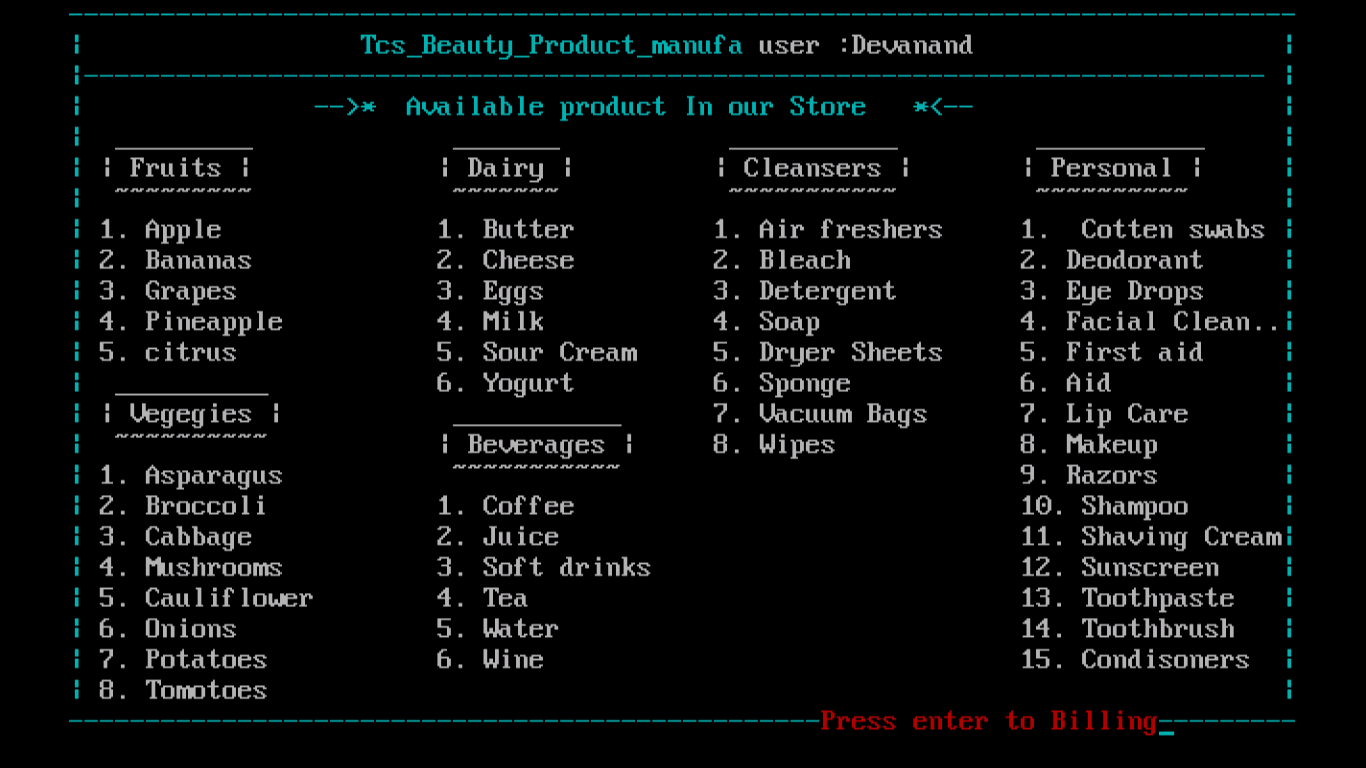 Tcs_Beauty_Product_manufa user :Devanand
-->* Available product In our Store *<--
| Fruits |
1. Apple
2. Bananas
3. Grapes
4. Pineapple
5. citrus
| Vegegies |
1. Asparagus
2. Broccoli
3. Cabbage
4. Mushrooms
5. Cauliflower
6. Onions
7. Potatoes
8. Tomotoes
| Dairy |
1. Butter
2. Cheese
3. Eggs
4. Milk
5. Sour Cream
6. Yogurt
| Beverages |
1. Coffee
2. Juice
3. Soft drinks
4. Tea
5. Water
6. Wine
| Cleansers |
1. Air freshers
2. Bleach
3. Detergent
4. Soap
5. Dryer Sheets
6. Sponge
7. Vacuum Bags
8. Wipes
| Personal |
1. Cotten swabs
2. Deodorant
3. Eye Drops
4. Facial Clean..
5. First aid
6. Aid
7. Lip Care
8. Makeup
9. Razors
10. Shampoo
11. Shaving Cream
12. Sunscreen
13. Toothpaste
14. Toothbrush
15. Condisoners
Press enter to Billing